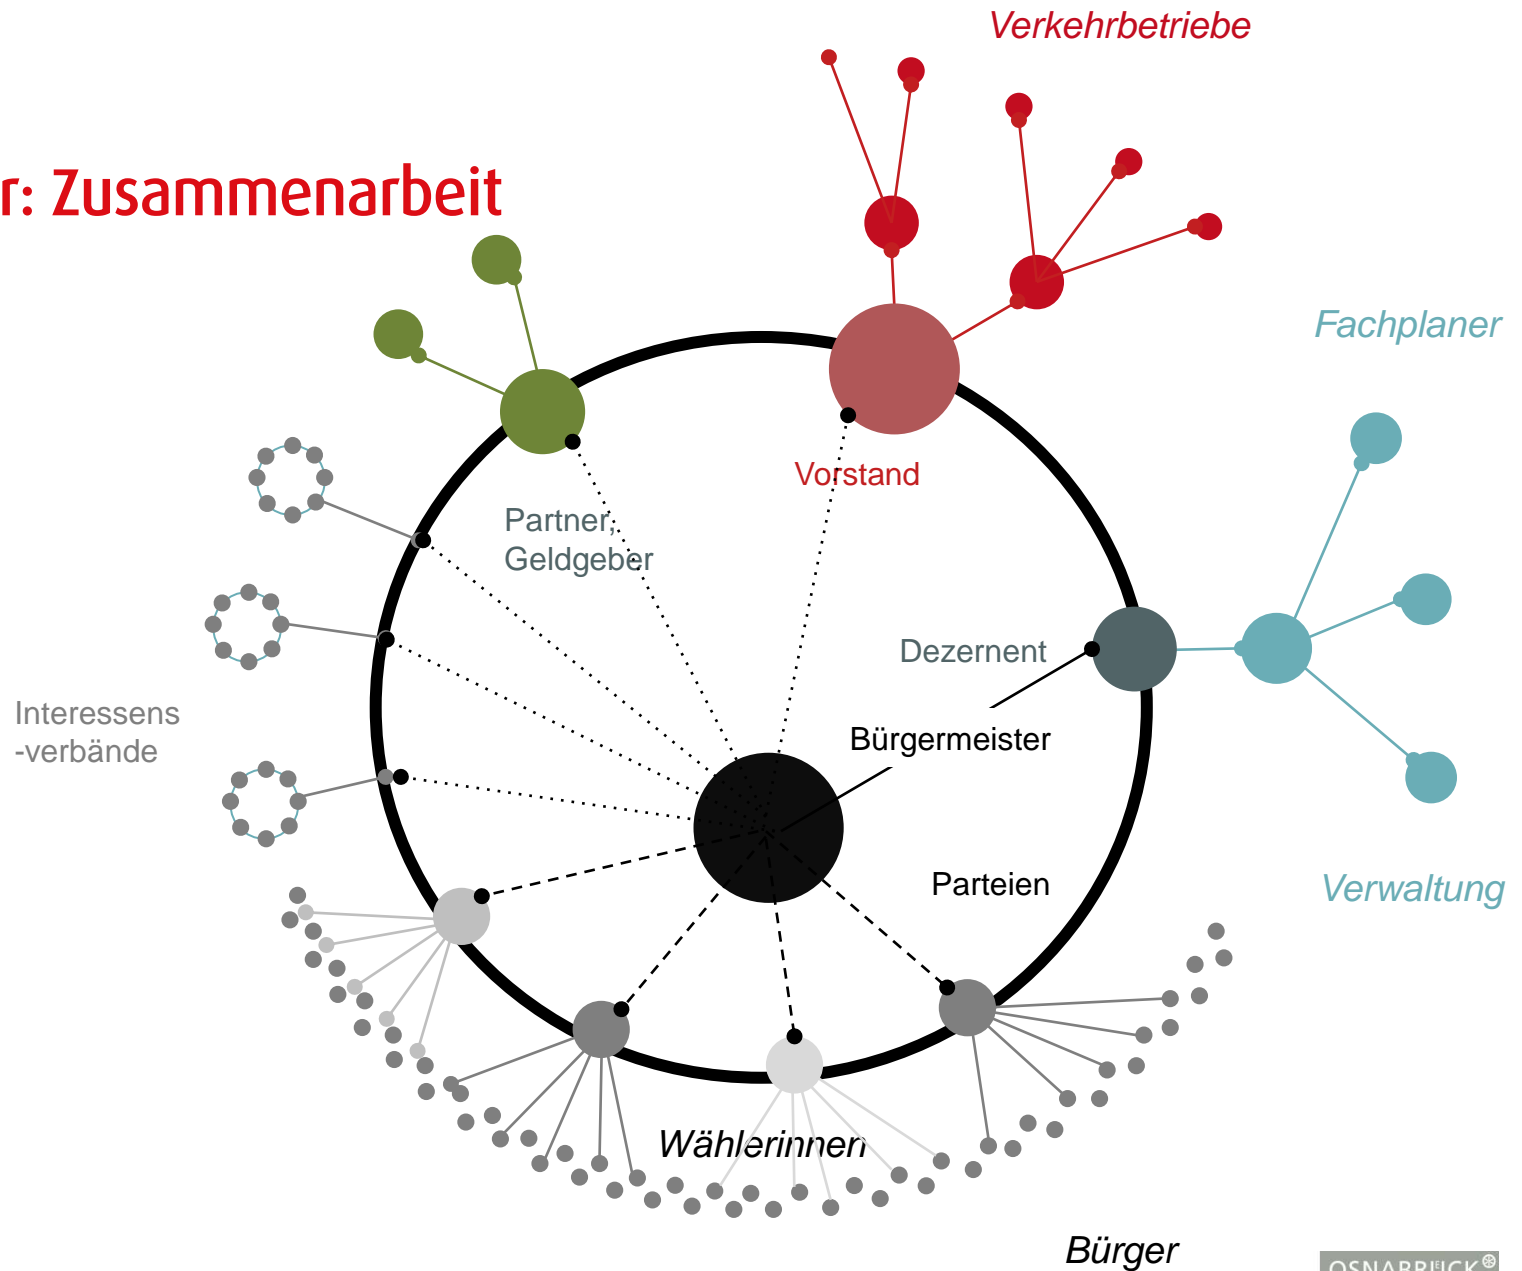 Verkehrbetriebe
r: Zusammenarbeit
Fachplaner
Vorstand
Partner,
Geldgeber
Dezernent
Interessens
-verbände
Bürgermeister
Parteien
Verwaltung
Wählerinnen
Bürger